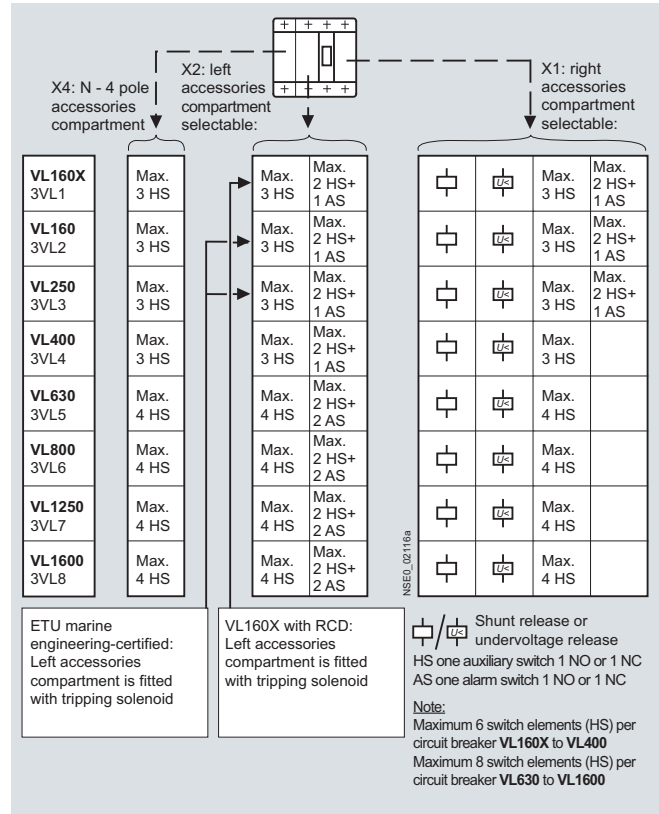 X4: N - 4 pole
accessories
compartment
X2: left
accessories
compartment
selectable:
X1: right
accessories
compartment
selectable:
VL160X
3VL1
Max.
3 HS
Max.
3 HS
Max.
2 HS+
1 AS
U<
Max.
3 HS
Max.
2 HS+
1 AS
VL160
3VL2
Max.
3 HS
Max.
3 HS
Max.
2 HS+
1 AS
U<
Max.
3 HS
Max.
2 HS+
1 AS
VL250
3VL3
Max.
3 HS
Max.
3 HS
Max.
2 HS+
1 AS
U<
Max.
3 HS
Max.
2 HS+
1 AS
VL400
3VL4
Max.
3 HS
Max.
3 HS
Max.
2 HS+
1 AS
U<
Max.
3 HS
VL630
3VL5
Max.
4 HS
Max.
4 HS
Max.
2 HS+
2 AS
U<
Max.
4 HS
VL800
3VL6
Max.
4 HS
Max.
4 HS
Max.
2 HS+
2 AS
U<
Max.
4 HS
VL1250
3VL7
Max.
4 HS
Max.
4 HS
Max.
2 HS+
2 AS
U<
Max.
4 HS
VL1600
3VL8
Max.
4 HS
Max.
4 HS
Max.
2 HS+
2 AS
U<
Max.
4 HS
NSE0_02116a
ETU marine
engineering-certified:
Left accessories
compartment is fitted
with tripping solenoid
VL160X with RCD:
Left accessories
compartment is fitted
with tripping solenoid
/ U< Shunt release or
undervoltage release
HS one auxiliary switch 1 NO or 1 NC
AS one alarm switch 1 NO or 1 NC
Note:
Maximum 6 switch elements (HS) per
circuit breaker VL160X to VL400
Maximum 8 switch elements (HS) per
circuit breaker VL630 to VL1600